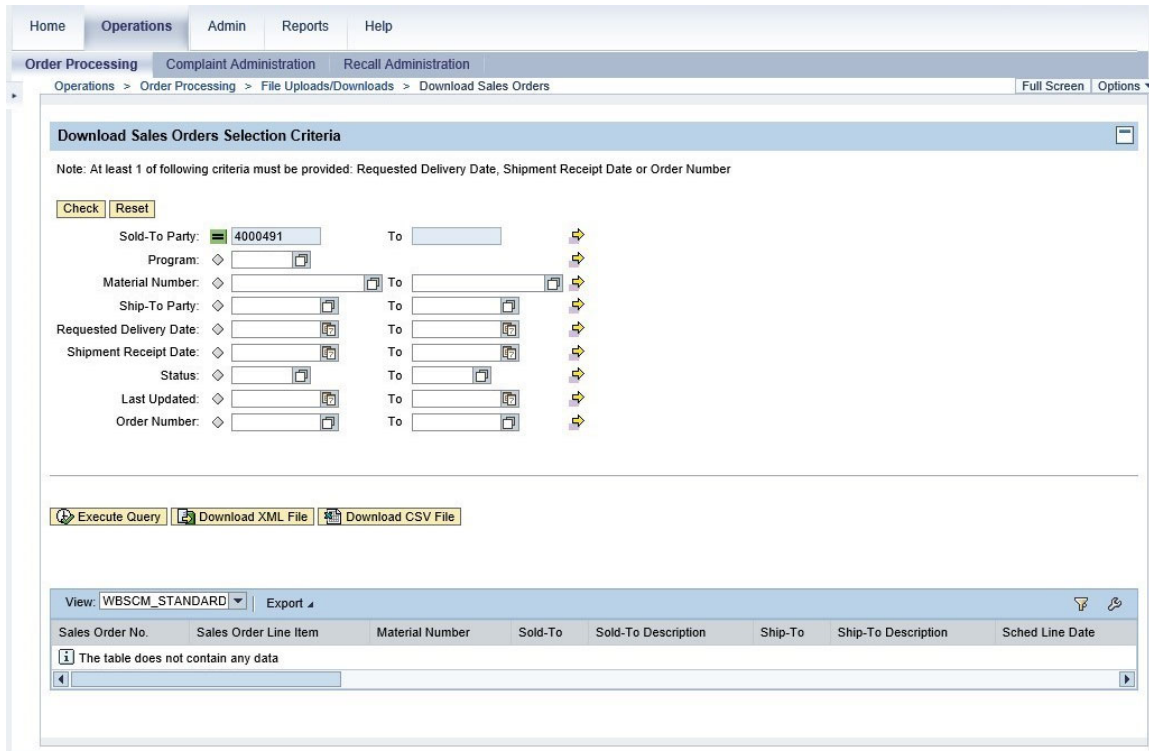 Home Operations Admin Reports Help
Order Processing Complaint Administration Recall Administration
Operations > Order Processing > File Uploads/Downloads > Download Sales Orders Full Screen Options
Download Sales Orders Selection Criteria
Note: At least 1 of following criteria must be provided: Requested Delivery Date, Shipment Receipt Date or Order Number
Check Reset
Sold-To Party: 4000491 To
Program:
Material Number: To
Ship-To Party: To
Requested Delivery Date: To
Shipment Receipt Date: To
Status: To
Last Updated: To
Order Number: To
Execute Query Download XML File Download CSV File
View: WBSCM_STANDARD Export
Sales Order No. Sales Order Line Item Material Number Sold-To Sold-To Description Ship-To Ship-To Description Sched Line Date
The table does not contain any data